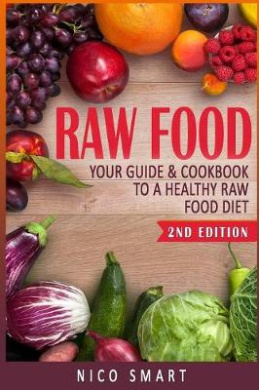 RAW FOOD
YOUR GUIDE & COOKBOOK
TO A HEALTHY RAW
FOOD DIET
2ND EDITION
NICO SMART